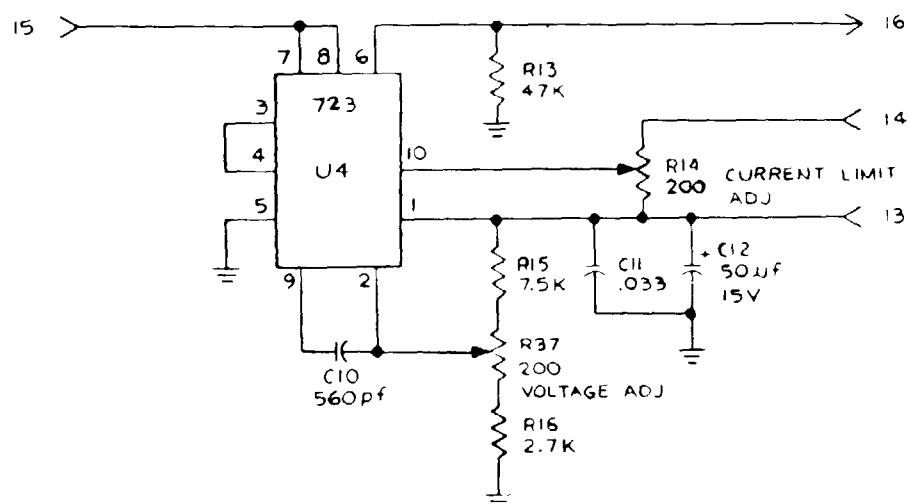 15
16
7
8
6
R13
47K
723
3
14
4
10
U4
R14
200
CURRENT LIMIT
ADJ
5
1
13
R15
7.5K
C11
.033
+
C12
50µf
15V
9
2
R37
200
VOLTAGE ADJ
C10
560pf
R16
2.7K